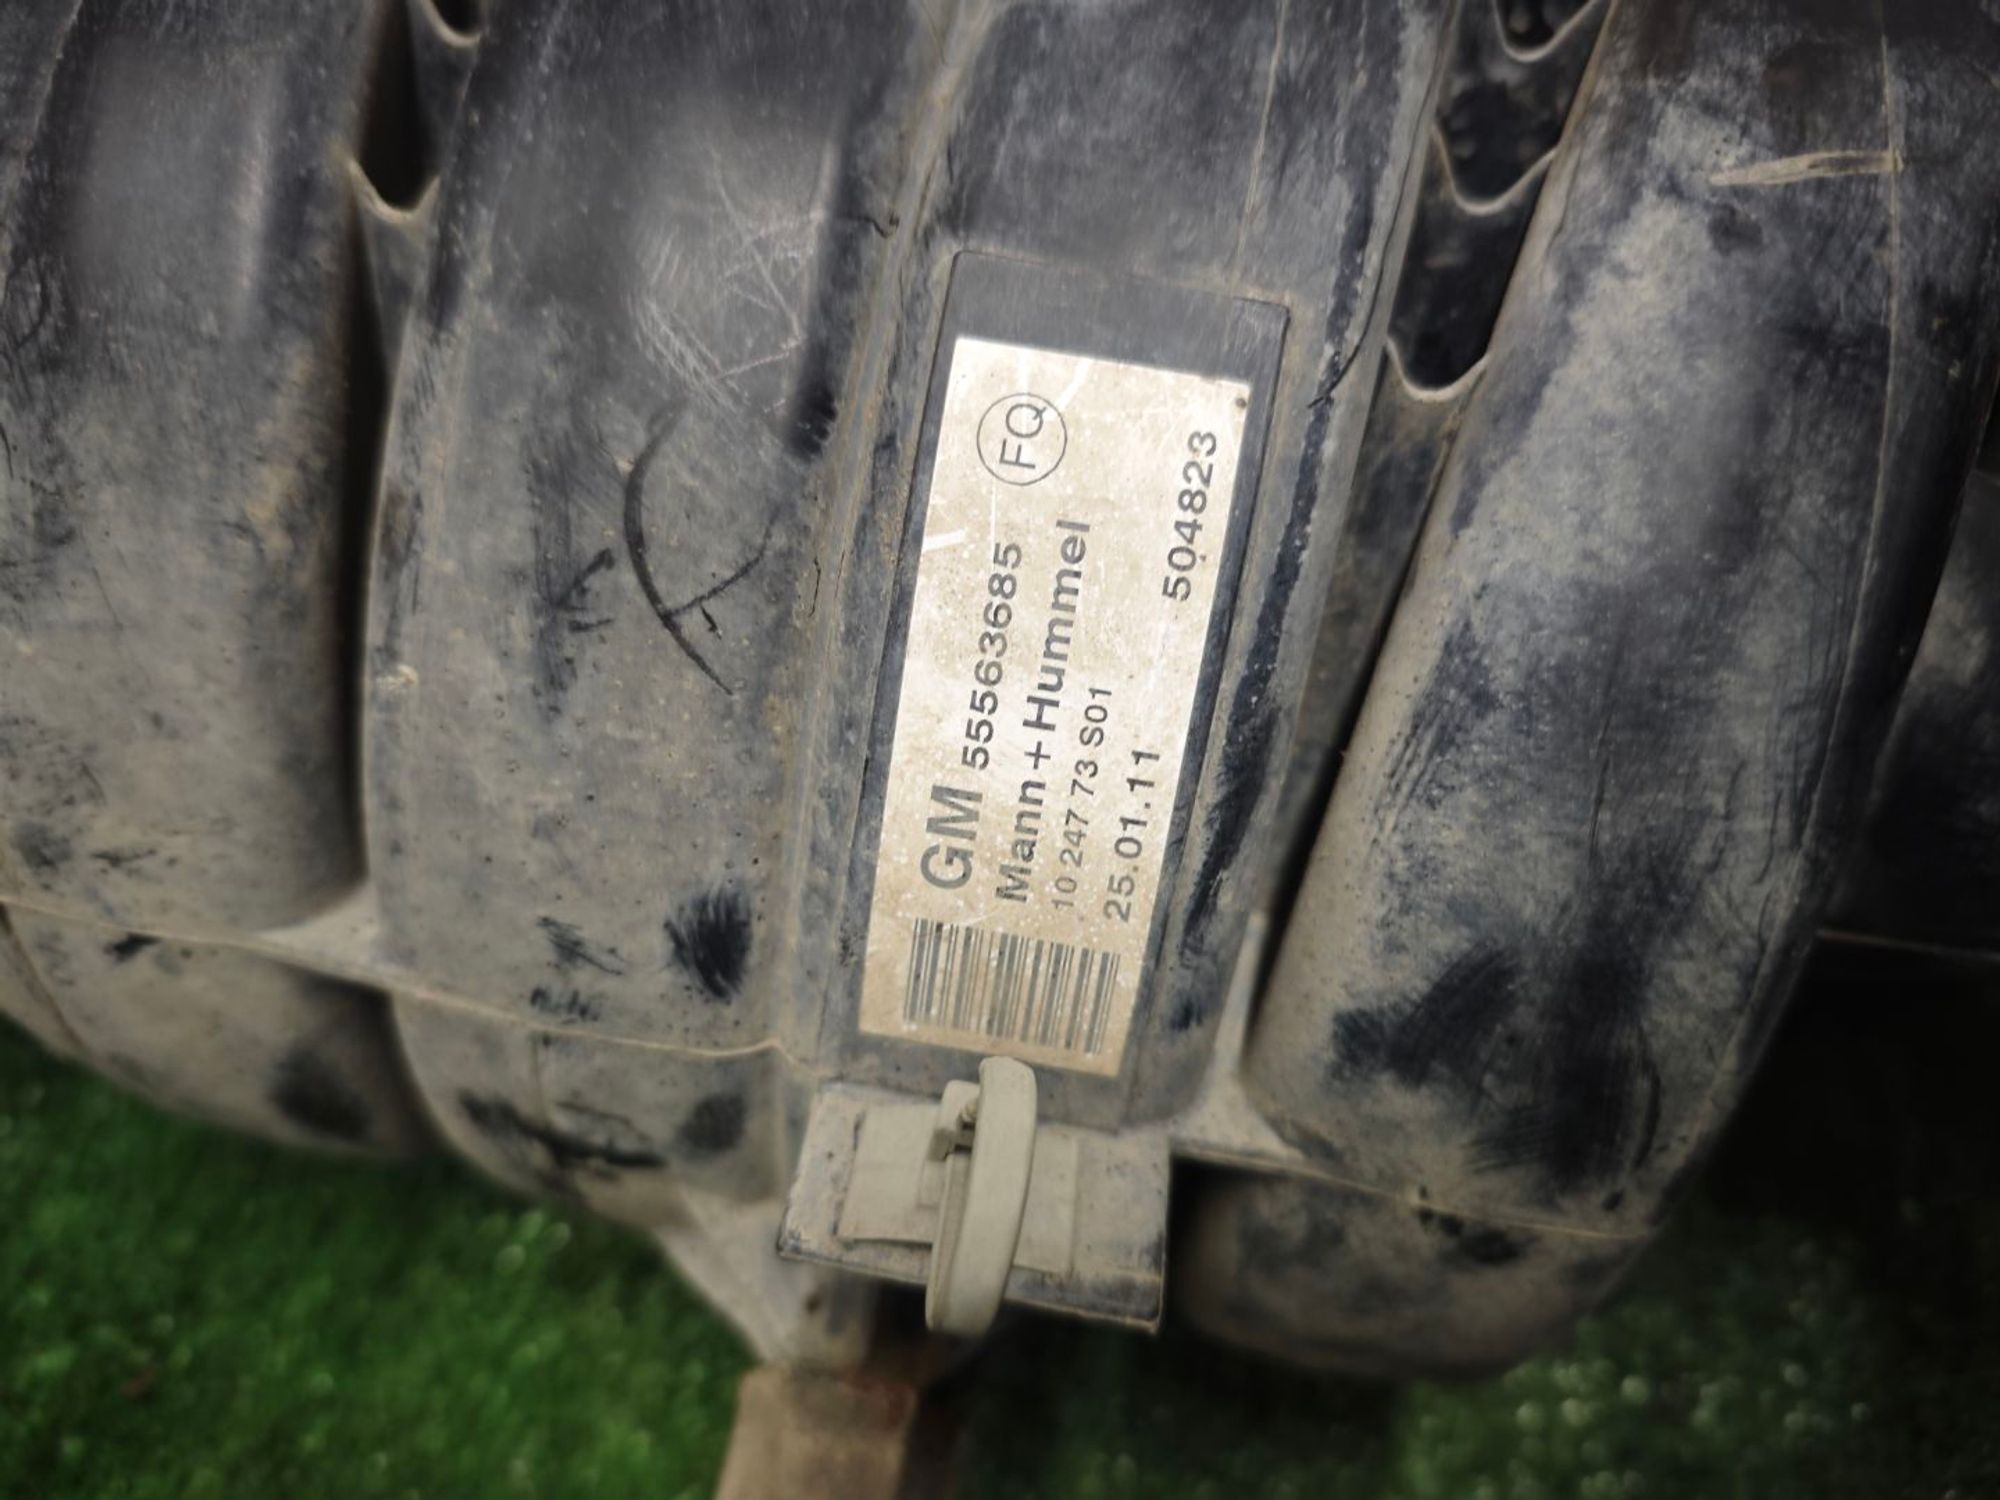 GM 55563685 FQ
Mann+Hummel
10 247 73 S01
25.01.11 504823